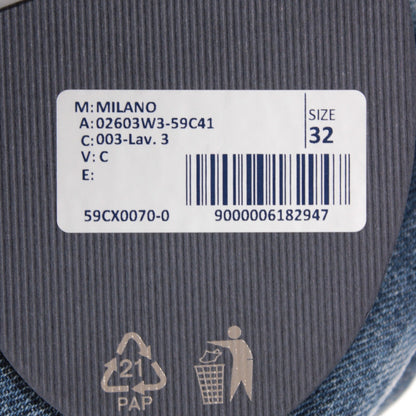 M: MILANO
A: 02603W3-59C41
C: 003-Lav. 3
V: C
E:
SIZE
32
59CX0070-0
9000006182947
21
PAP